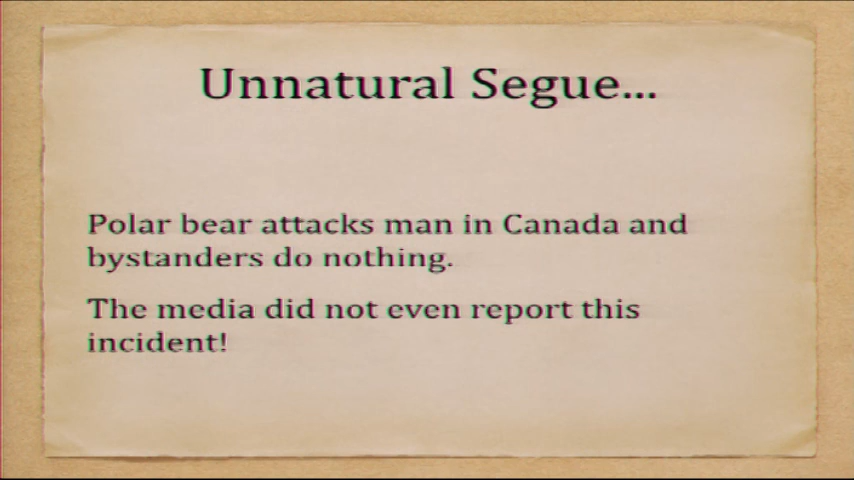 Unnatural Segue...
Polar bear attacks man in Canada and
bystanders do nothing.
The media did not even report this
incident!